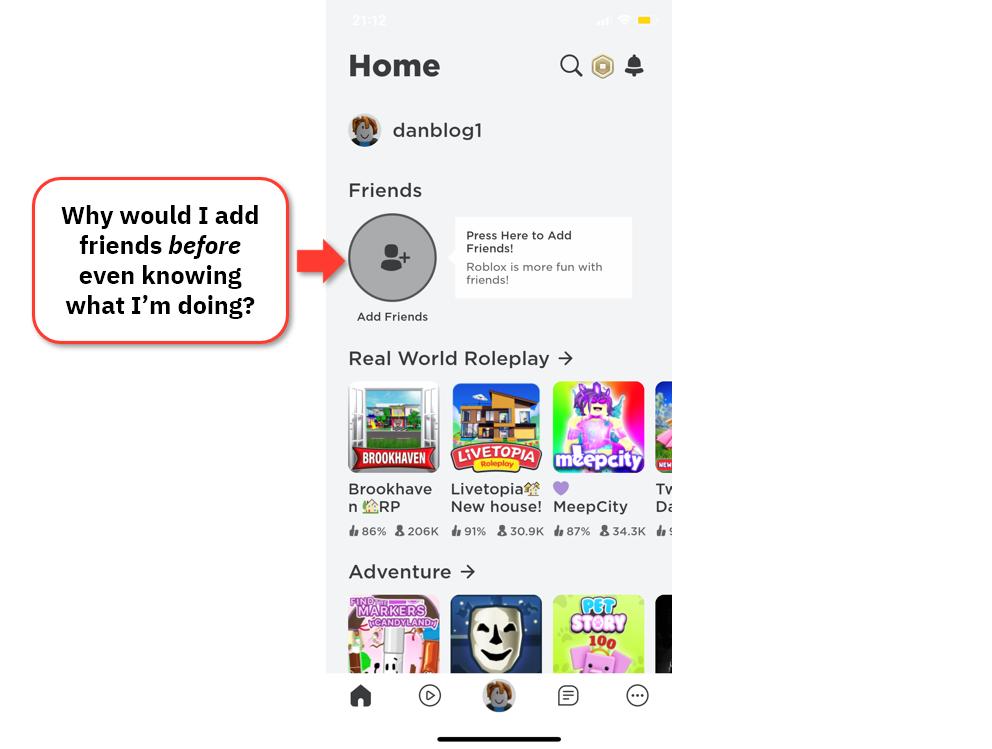 21:12
Home
danblog1
Friends
Why would I add
friends before
even knowing
what I'm doing?
Press Here to Add
Friends!
Roblox is more fun with
friends!
Add Friends
Real World Roleplay →
BROOKHAVEN
LIVETOPIA
Roleplay
meepcity
NEW
Brookhave
n 🏡RP
Livetopia🏘️
New house!
💜
MeepCity
Tw
Da
86% 206K
91% 30.9K
87% 34.3K
9
Adventure →
FIND THE
MARKERS
CANDYLAND
PET
STORY
100